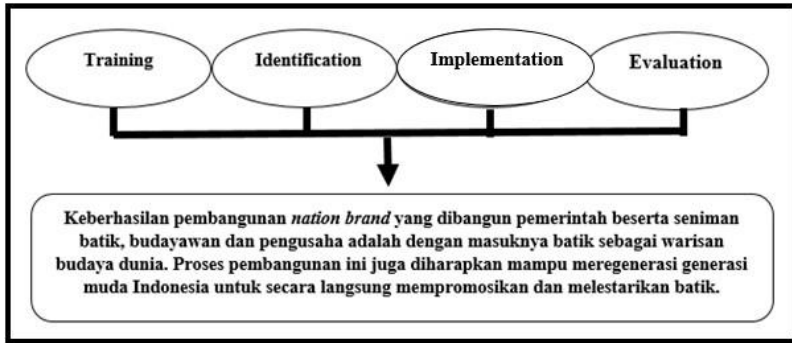 Training
Identification
Implementation
Evaluation
Keberhasilan pembangunan nation brand yang dibangun pemerintah beserta seniman
batik, budayawan dan pengusaha adalah dengan masuknya batik sebagai warisan
budaya dunia. Proses pembangunan ini juga diharapkan mampu meregenerasi generasi
muda Indonesia untuk secara langsung mempromosikan dan melestarikan batik.